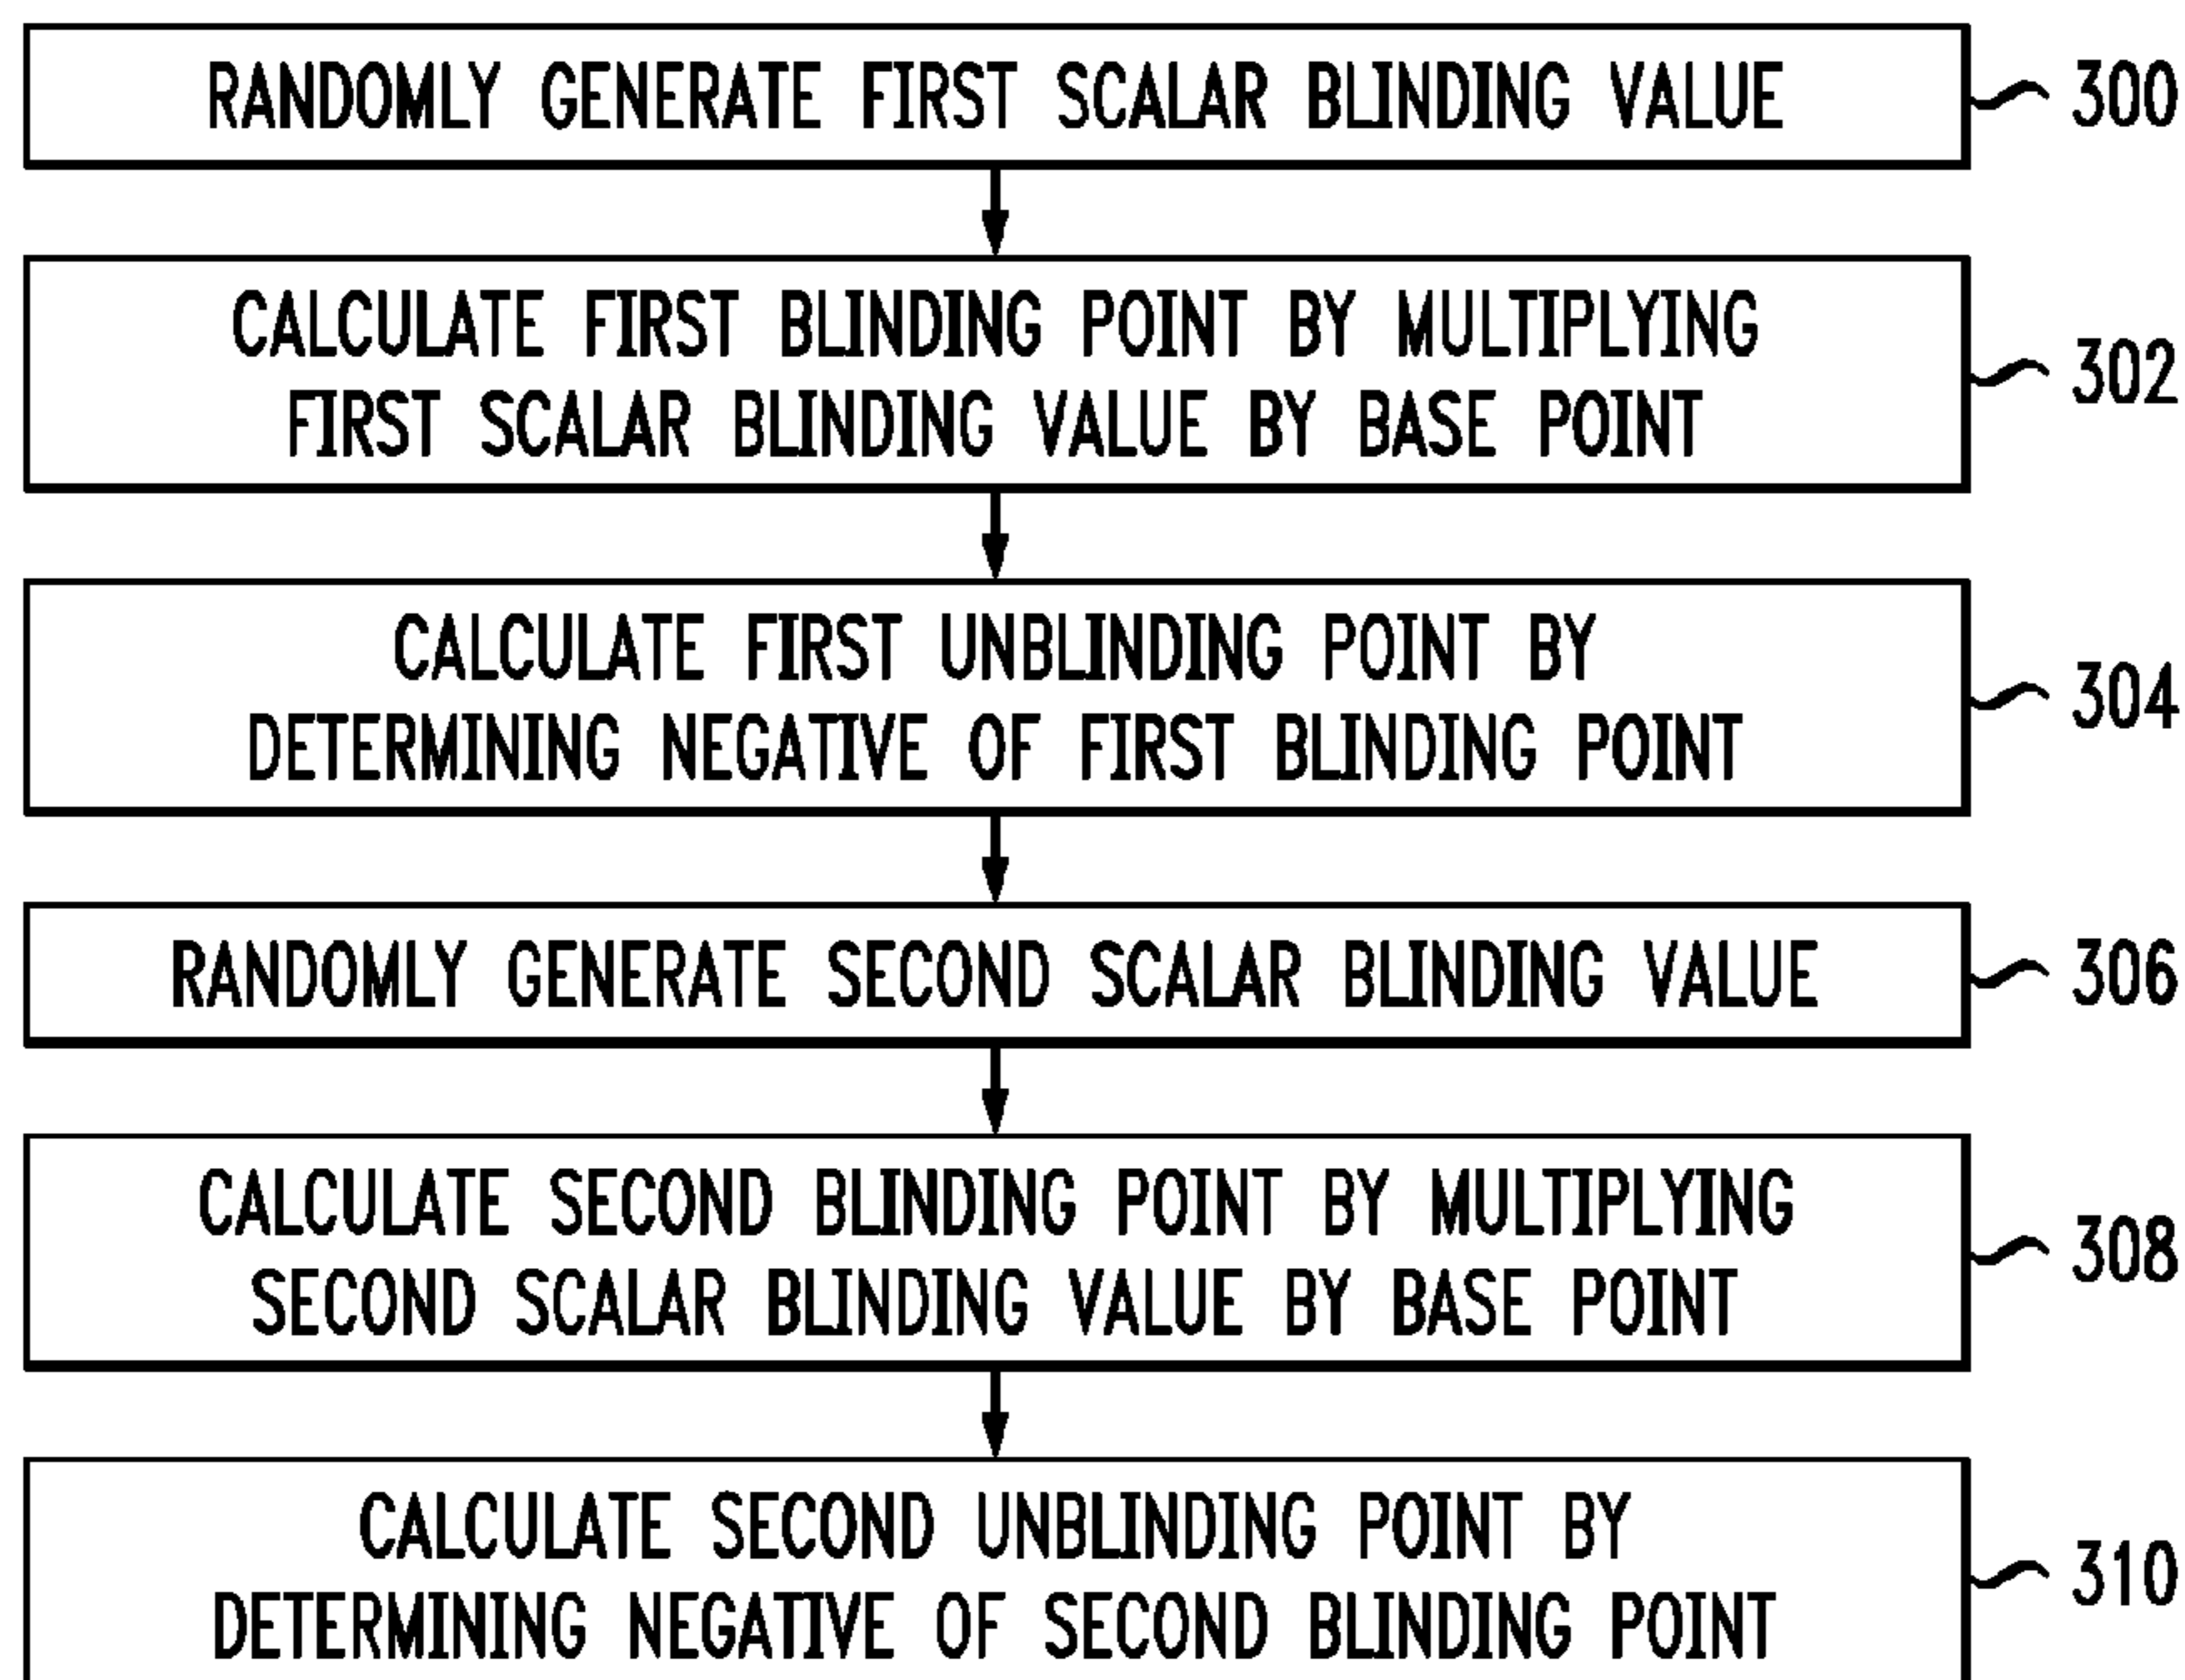 RANDOMLY GENERATE FIRST SCALAR BLINDING VALUE 300
CALCULATE FIRST BLINDING POINT BY MULTIPLYING
FIRST SCALAR BLINDING VALUE BY BASE POINT
302
CALCULATE FIRST UNBLINDING POINT BY
DETERMINING NEGATIVE OF FIRST BLINDING POINT
304
RANDOMLY GENERATE SECOND SCALAR BLINDING VALUE 306
CALCULATE SECOND BLINDING POINT BY MULTIPLYING
SECOND SCALAR BLINDING VALUE BY BASE POINT
308
CALCULATE SECOND UNBLINDING POINT BY
DETERMINING NEGATIVE OF SECOND BLINDING POINT
310